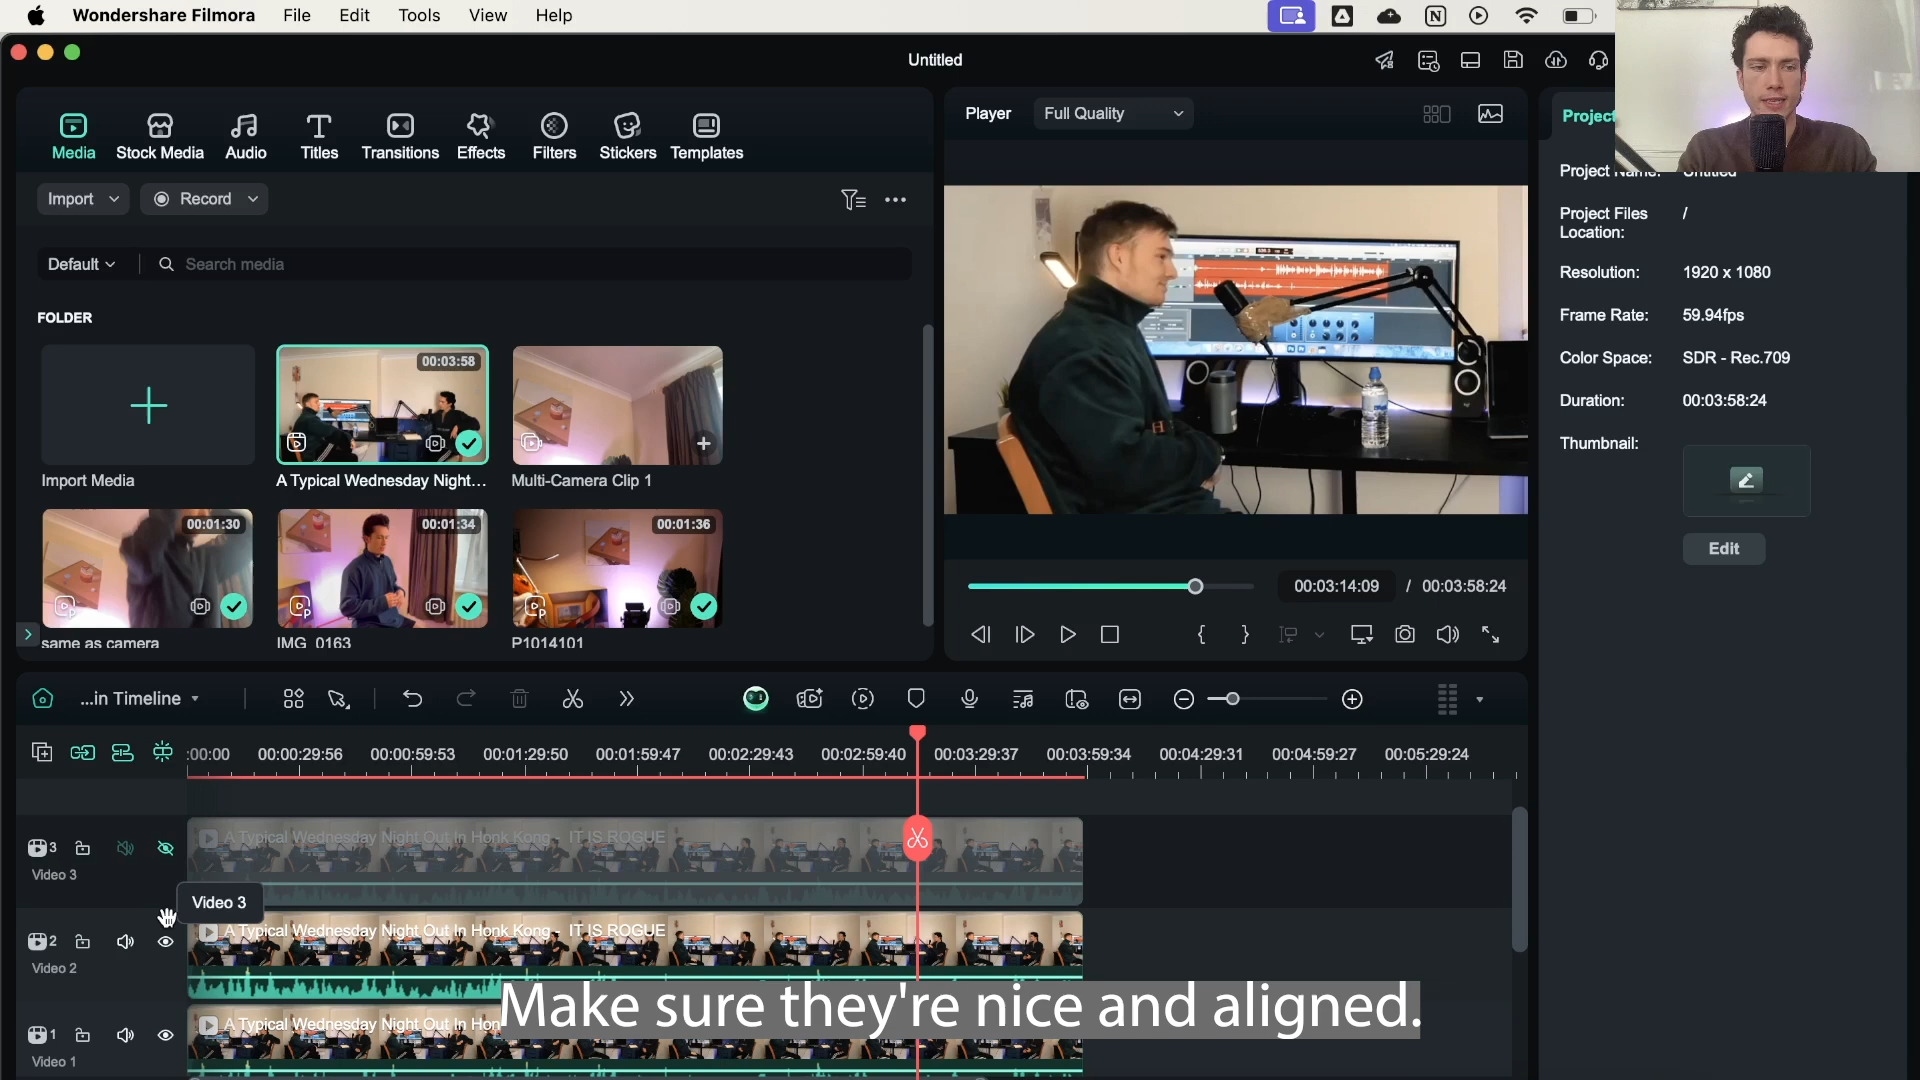 Wondershare Filmora File Edit Tools View Help
Untitled
Media Stock Media Audio Titles Transitions Effects Filters Stickers Templates
Import Record
Default Search media
FOLDER
00:03:58
Import Media A Typical Wednesday Night... Multi-Camera Clip 1
00:01:30 00:01:34 00:01:36
same as camera IMG_0163 P1014101
Player Full Quality
00:03:14:09 / 00:03:58:24
Project
Project Name: Untitled
Project Files Location: /
Resolution: 1920 x 1080
Frame Rate: 59.94fps
Color Space: SDR - Rec.709
Duration: 00:03:58:24
Thumbnail:
Edit
...in Timeline
:00:00 00:00:29:56 00:00:59:53 00:01:29:50 00:01:59:47 00:02:29:43 00:02:59:40 00:03:29:37 00:03:59:34 00:04:29:31 00:04:59:27 00:05:29:24
3 A Typical Wednesday Night Out In Honk Kong - IT IS ROGUE
Video 3
Video 3
2 A Typical Wednesday Night Out In Honk Kong - IT IS ROGUE
Video 2
Make sure they're nice and aligned.
1 A Typical Wednesday Night Out In Hon
Video 1